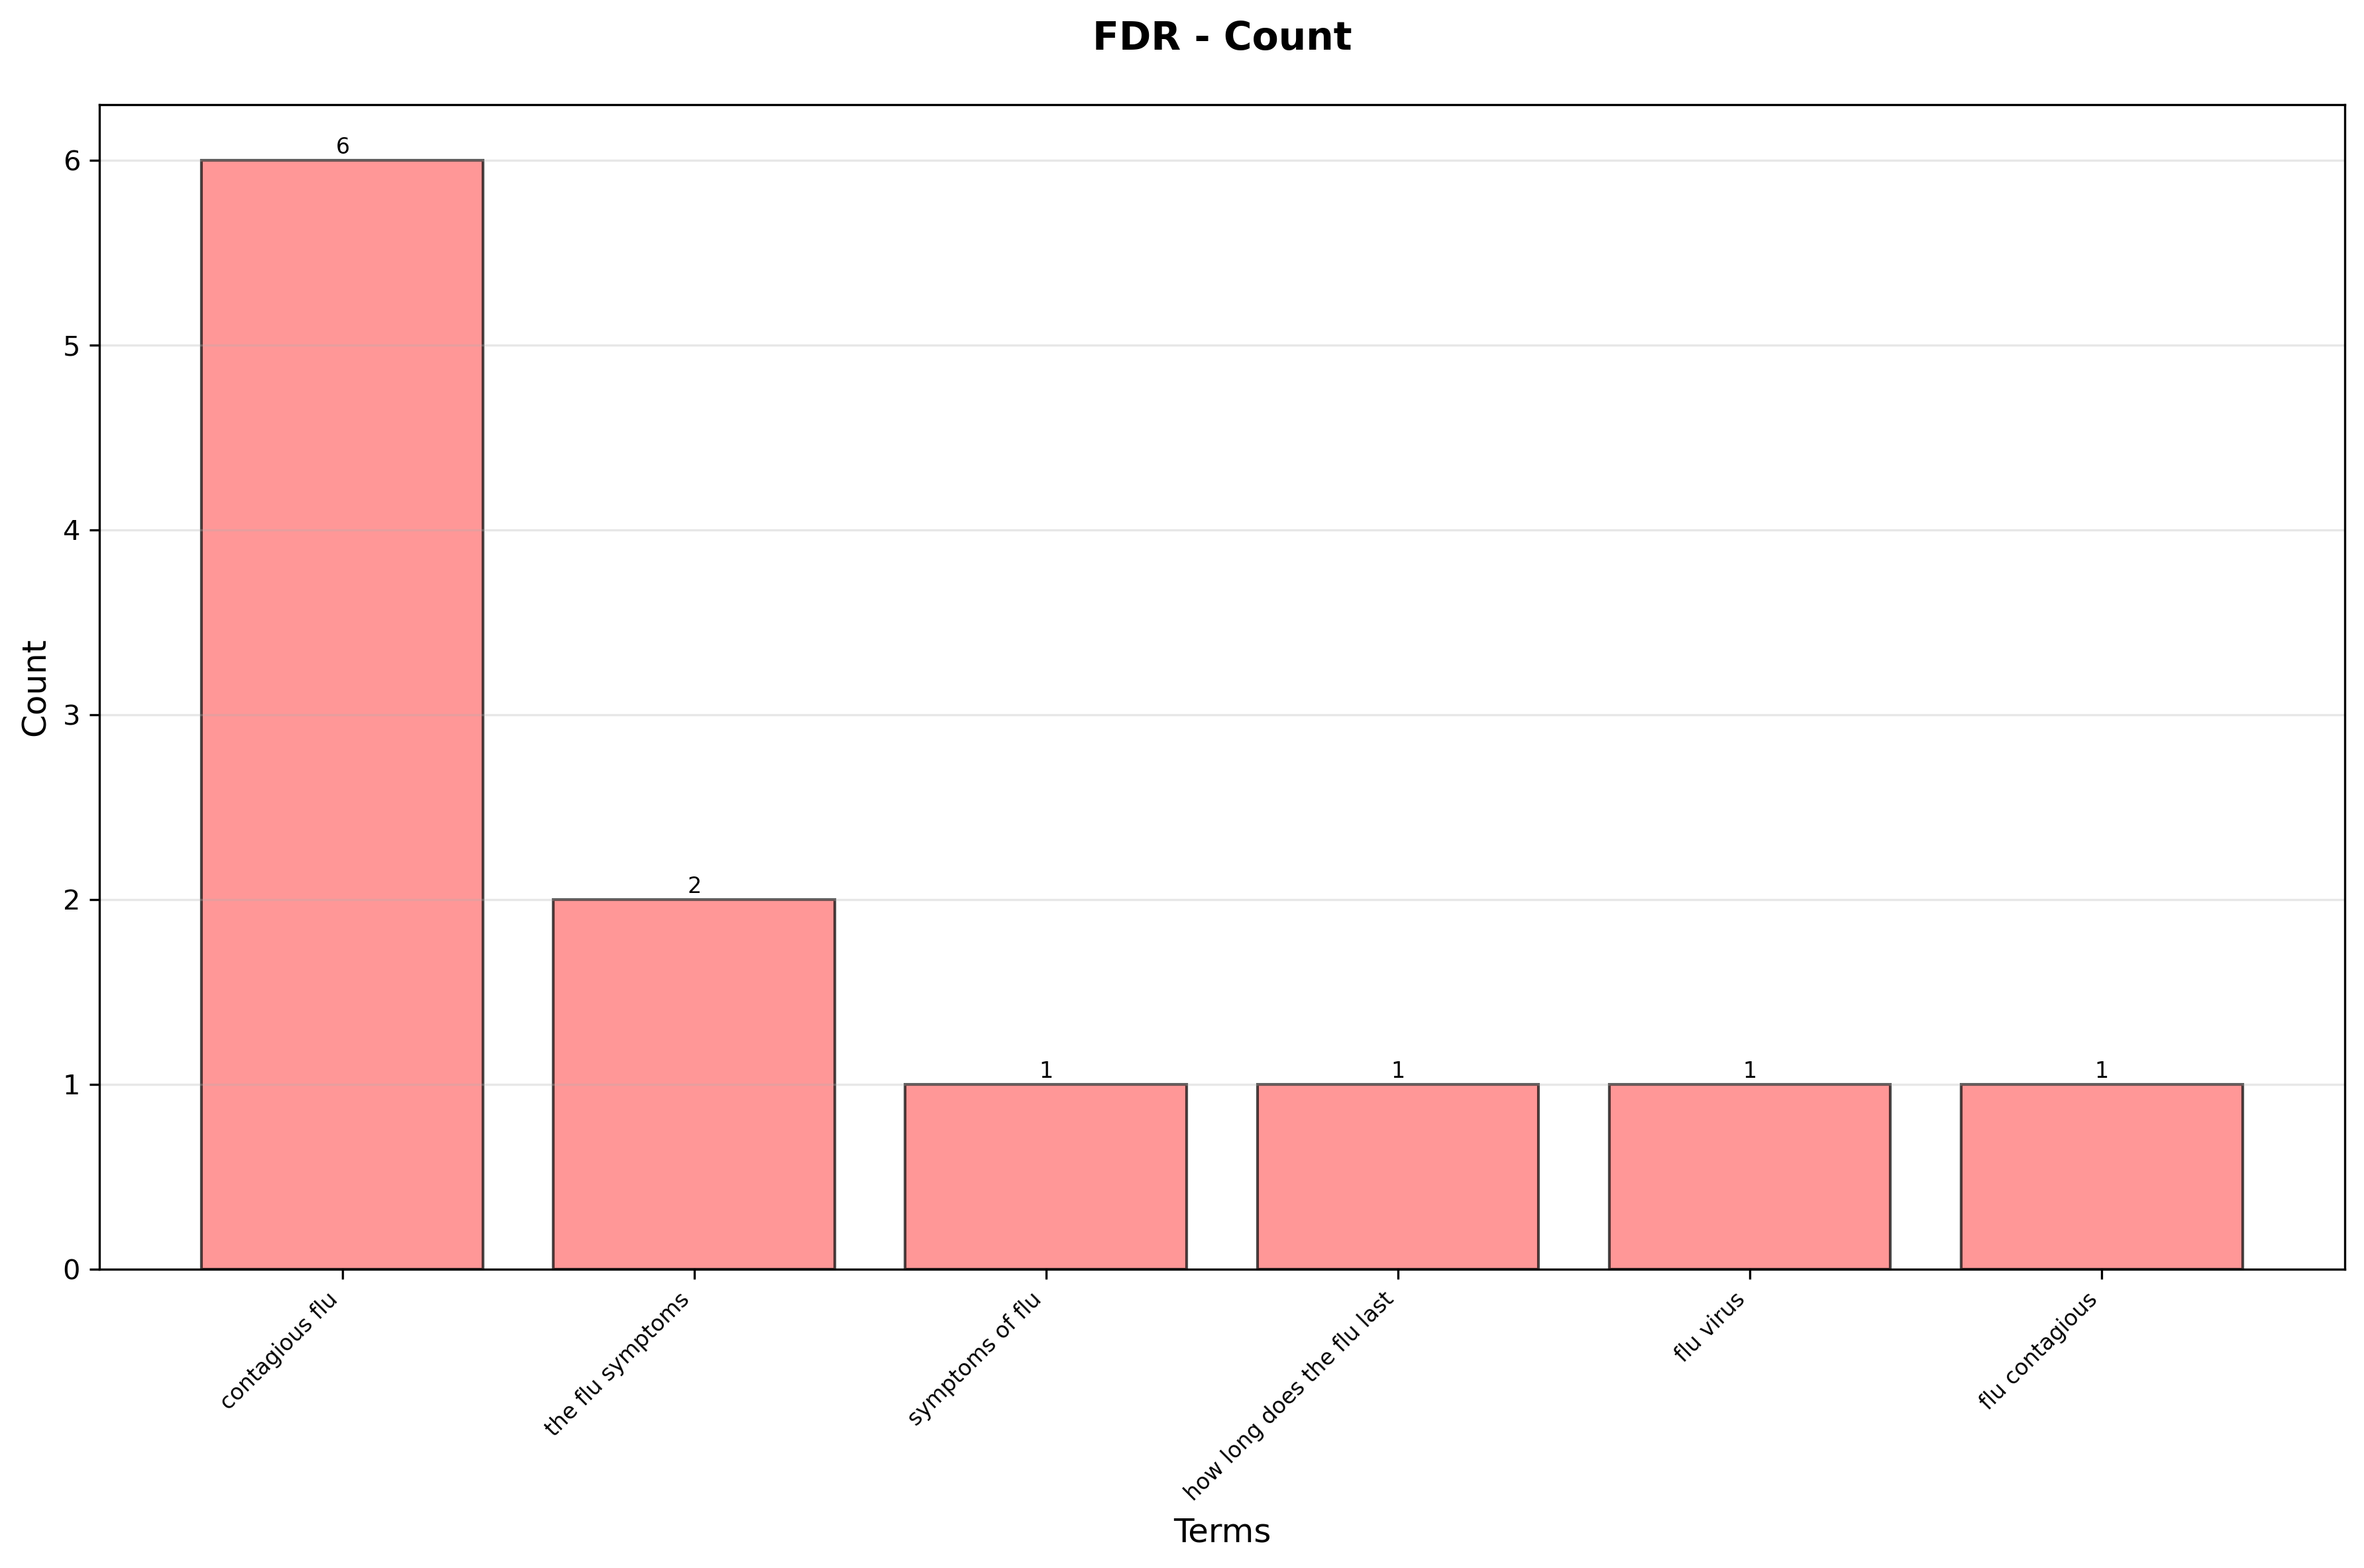 FDR - Count
Count
6
5
4
3
2
1
0
6
2
1
1
1
1
contagious flu
the flu symptoms
symptoms of flu
how long does the flu last
flu virus
flu contagious
Terms